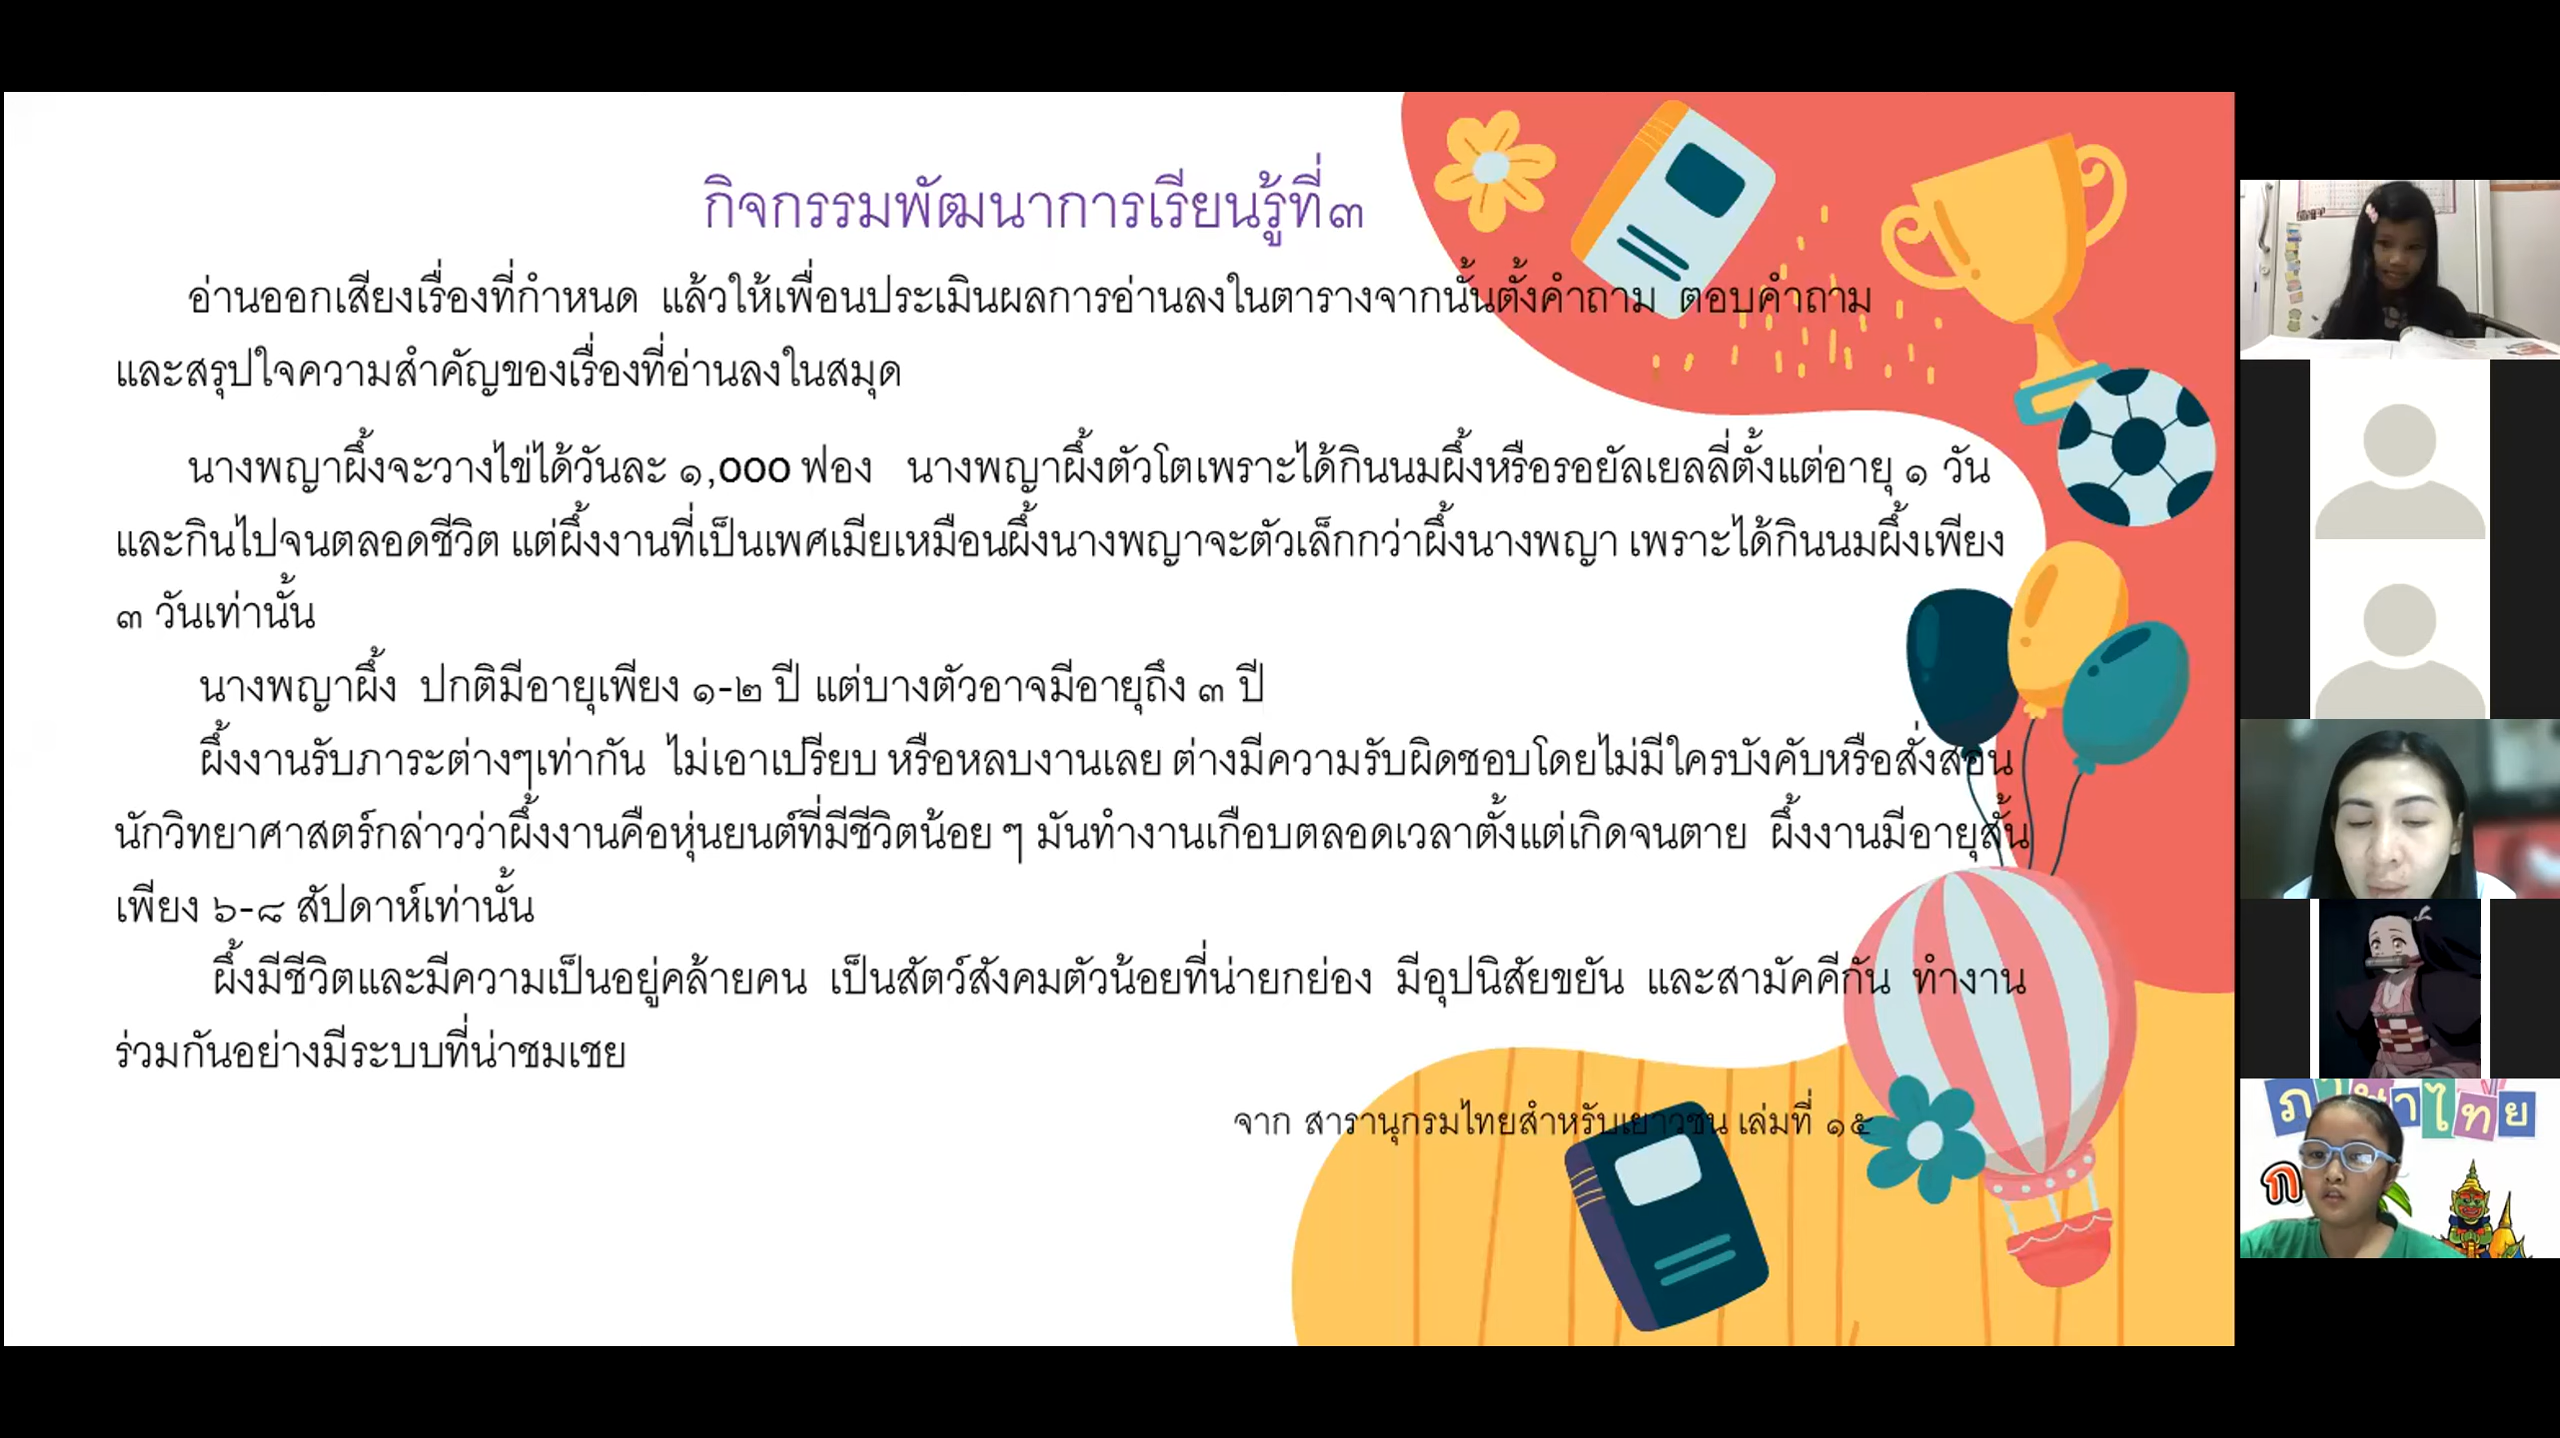 กิจกรรมพัฒนาการเรียนรู้ที่๓
อ่านออกเสียงเรื่องที่กำหนด แล้วให้เพื่อนประเมินผลการอ่านลงในตารางจากนั้นตั้งคำถาม ตอบคำถาม
และสรุปใจความสำคัญของเรื่องที่อ่านลงในสมุด
นางพญาผึ้งจะวางไข่ได้วันละ ๑,๐๐๐ ฟอง นางพญาผึ้งตัวโตเพราะได้กินนมผึ้งหรือรอยัลเยลลี่ตั้งแต่อายุ ๑ วัน
และกินไปจนตลอดชีวิต แต่ผึ้งงานที่เป็นเพศเมียเหมือนผึ้งนางพญาจะตัวเล็กกว่าผึ้งนางพญา เพราะได้กินนมผึ้งเพียง
๓ วันเท่านั้น
นางพญาผึ้ง ปกติมีอายุเพียง ๑-๒ ปี แต่บางตัวอาจมีอายุถึง ๓ ปี
ผึ้งงานรับภาระต่างๆเท่ากัน ไม่เอาเปรียบ หรือหลบงานเลย ต่างมีความรับผิดชอบโดยไม่มีใครบังคับหรือสั่งสอน
นักวิทยาศาสตร์กล่าวว่าผึ้งงานคือหุ่นยนต์ที่มีชีวิตน้อย ๆ มันทำงานเกือบตลอดเวลาตั้งแต่เกิดจนตาย ผึ้งงานมีอายุสั้น
เพียง ๖-๘ สัปดาห์เท่านั้น
ผึ้งมีชีวิตและมีความเป็นอยู่คล้ายคน เป็นสัตว์สังคมตัวน้อยที่น่ายกย่อง มีอุปนิสัยขยัน และสามัคคีกัน ทำงาน
ร่วมกันอย่างมีระบบที่น่าชมเชย
จาก สารานุกรมไทยสำหรับเยาวชน เล่มที่ ๑๕
ภาษาไทย
ก